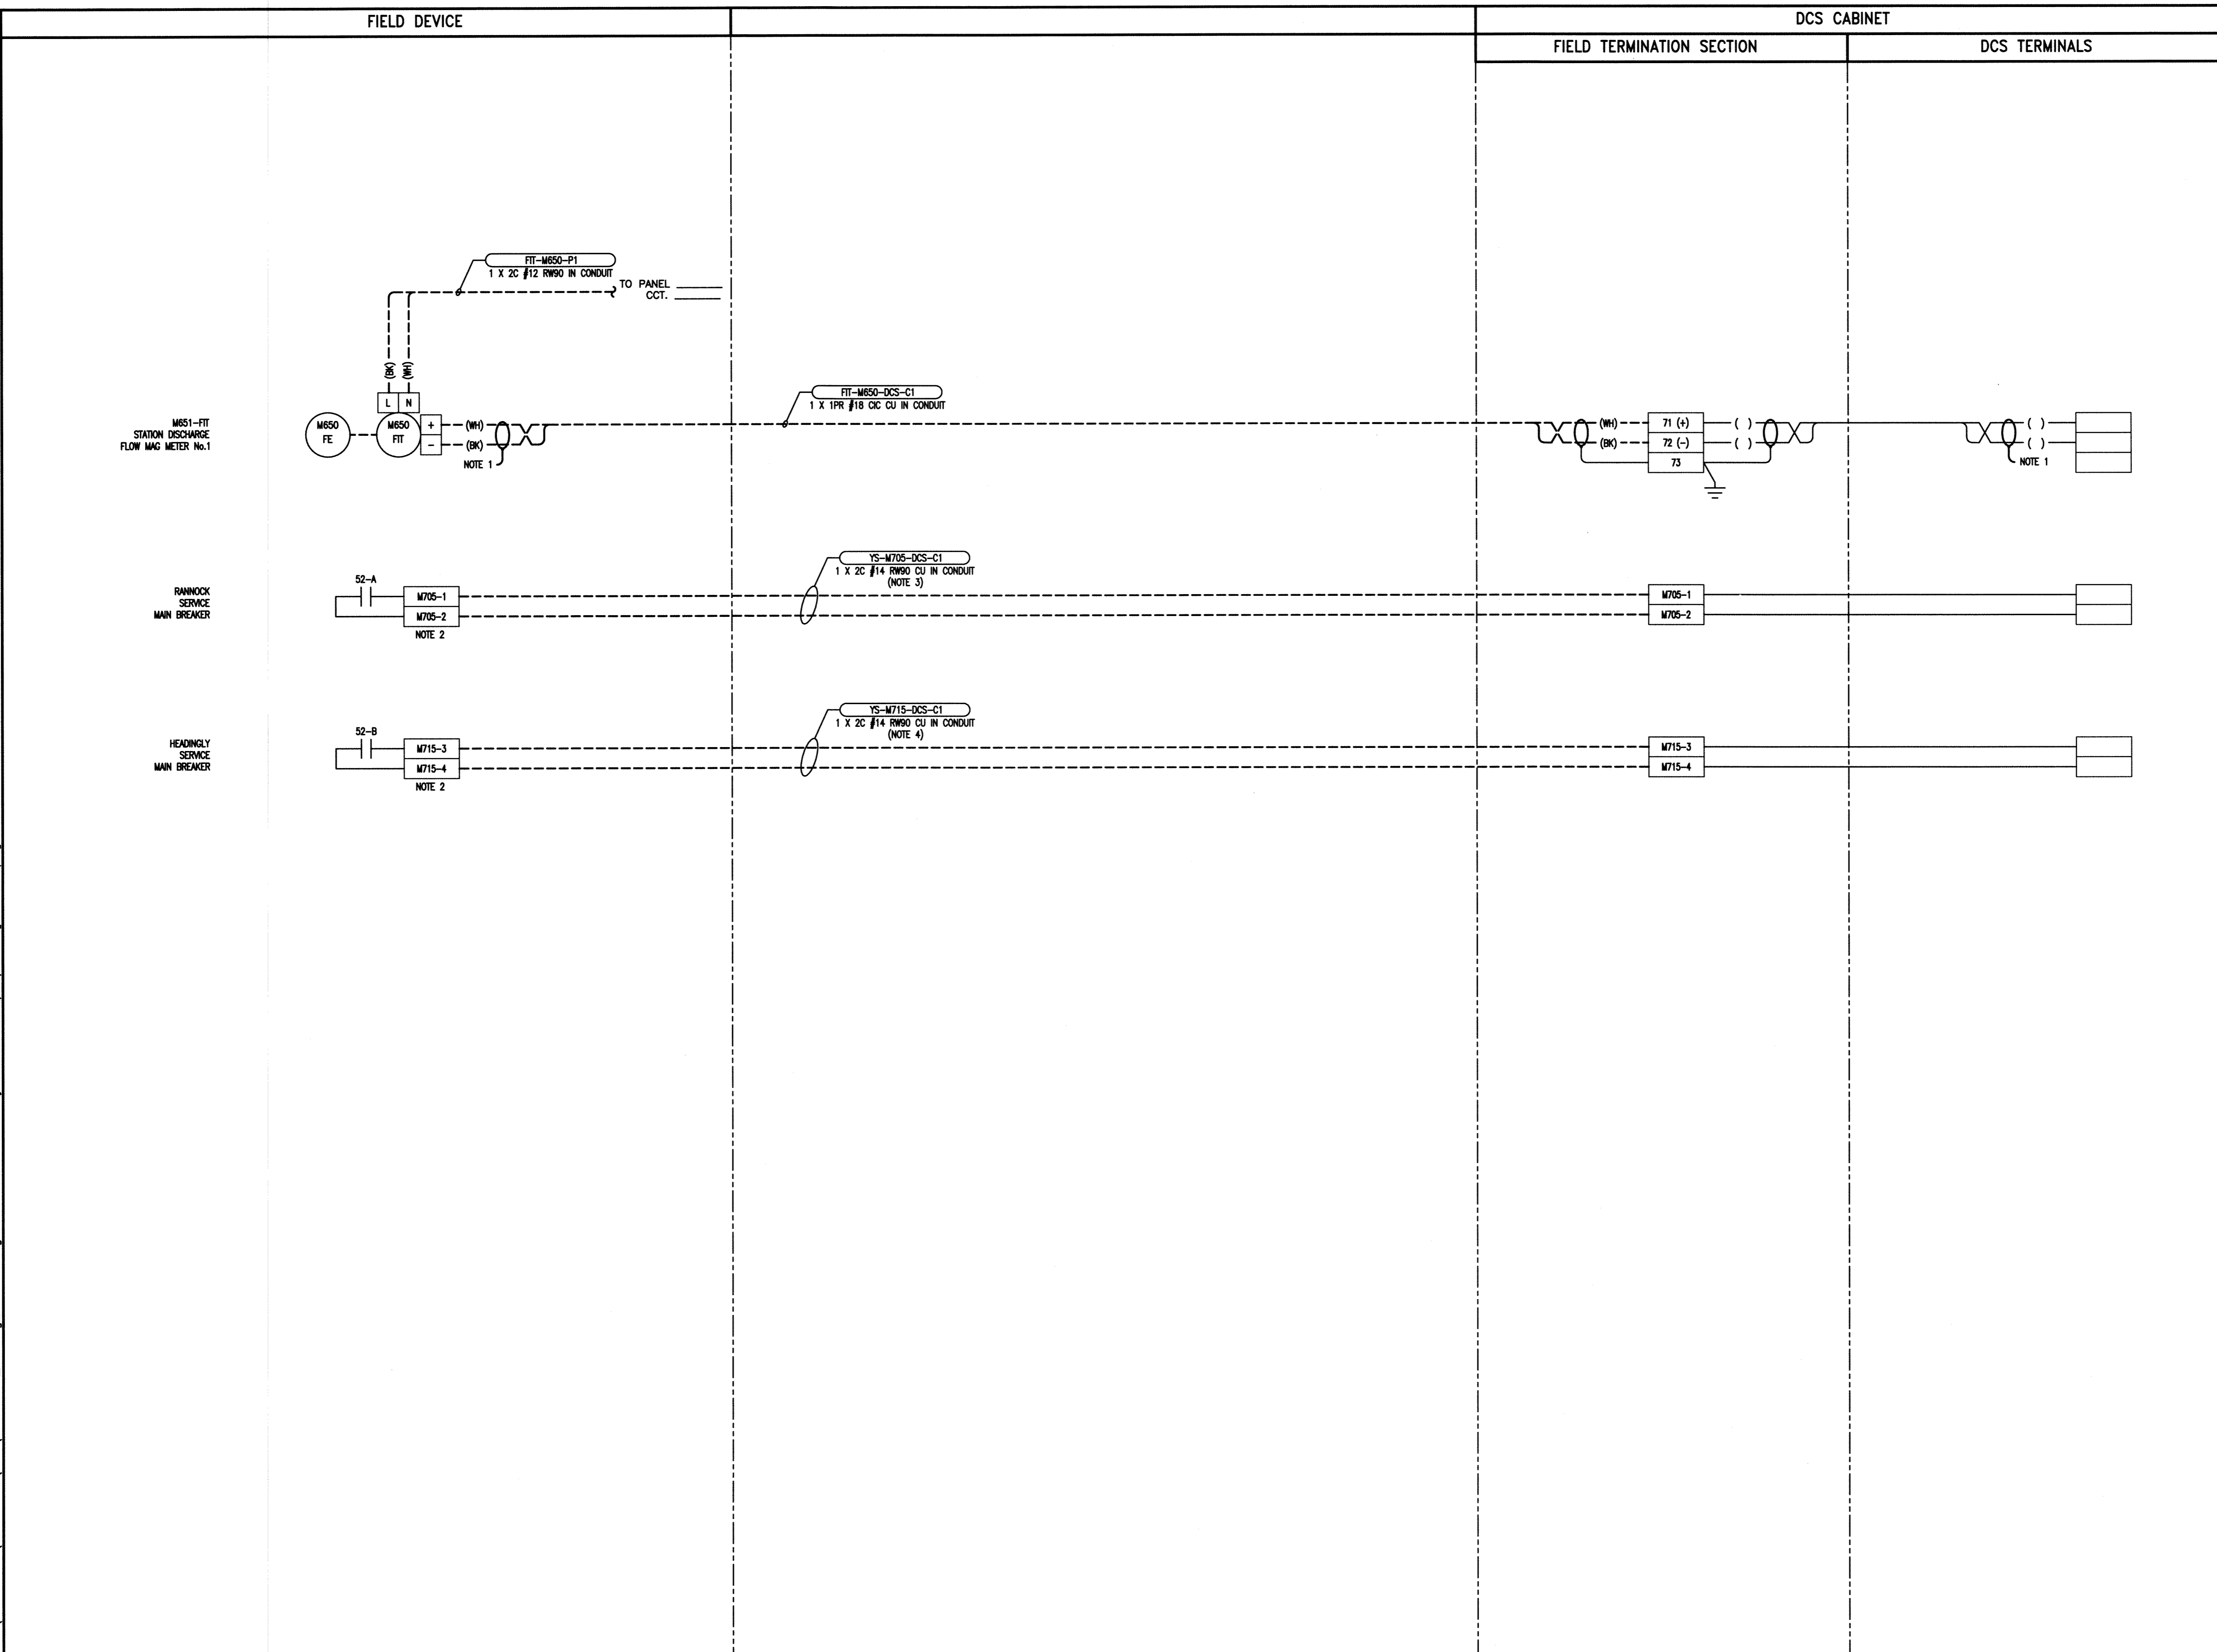 FIELD DEVICE
DCS CABINET
FIELD TERMINATION SECTION
DCS TERMINALS
FIT-M650-P1
1 X 2C #12 RW90 IN CONDUIT
TO PANEL
CCT.
(BK)
(WH)
L N
M651-FIT
STATION DISCHARGE
FLOW MAG METER No.1
M650
FE
M650
FIT
+
-
(WH)
(BK)
NOTE 1
FIT-M650-DCS-C1
1 X 1PR #18 CIC CU IN CONDUIT
(WH)
(BK)
71 (+)
72 (-)
73
( )
( )
( )
( )
NOTE 1
RANNOCK
SERVICE
MAIN BREAKER
52-A
M705-1
M705-2
NOTE 2
YS-M705-DCS-C1
1 X 2C #14 RW90 CU IN CONDUIT
(NOTE 3)
M705-1
M705-2
HEADINGLY
SERVICE
MAIN BREAKER
52-B
M715-3
M715-4
NOTE 2
YS-M715-DCS-C1
1 X 2C #14 RW90 CU IN CONDUIT
(NOTE 4)
M715-3
M715-4